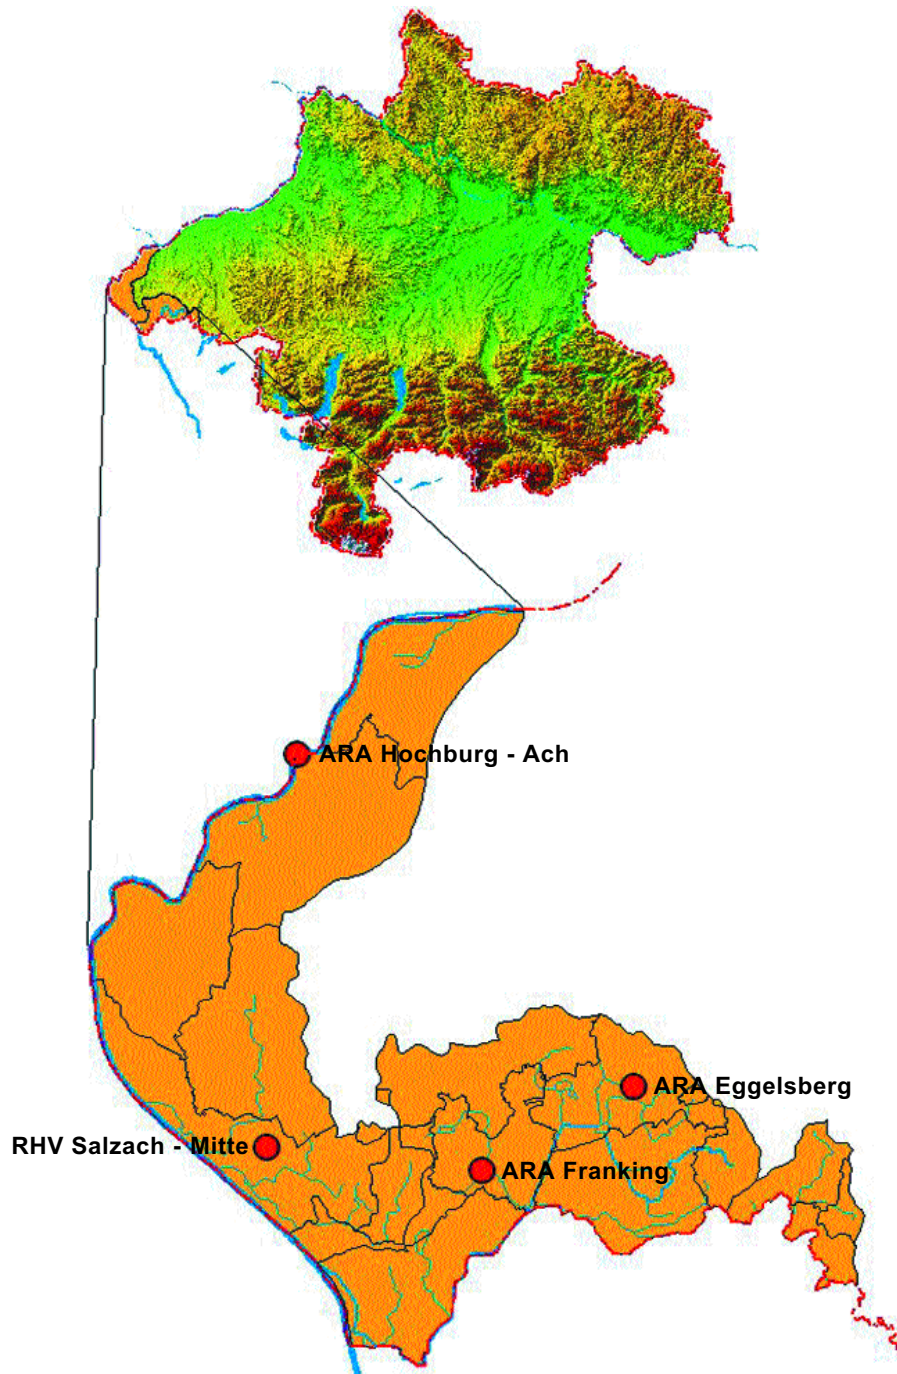 ARA Hochburg - Ach
ARA Eggelsberg
RHV Salzach - Mitte
ARA Franking